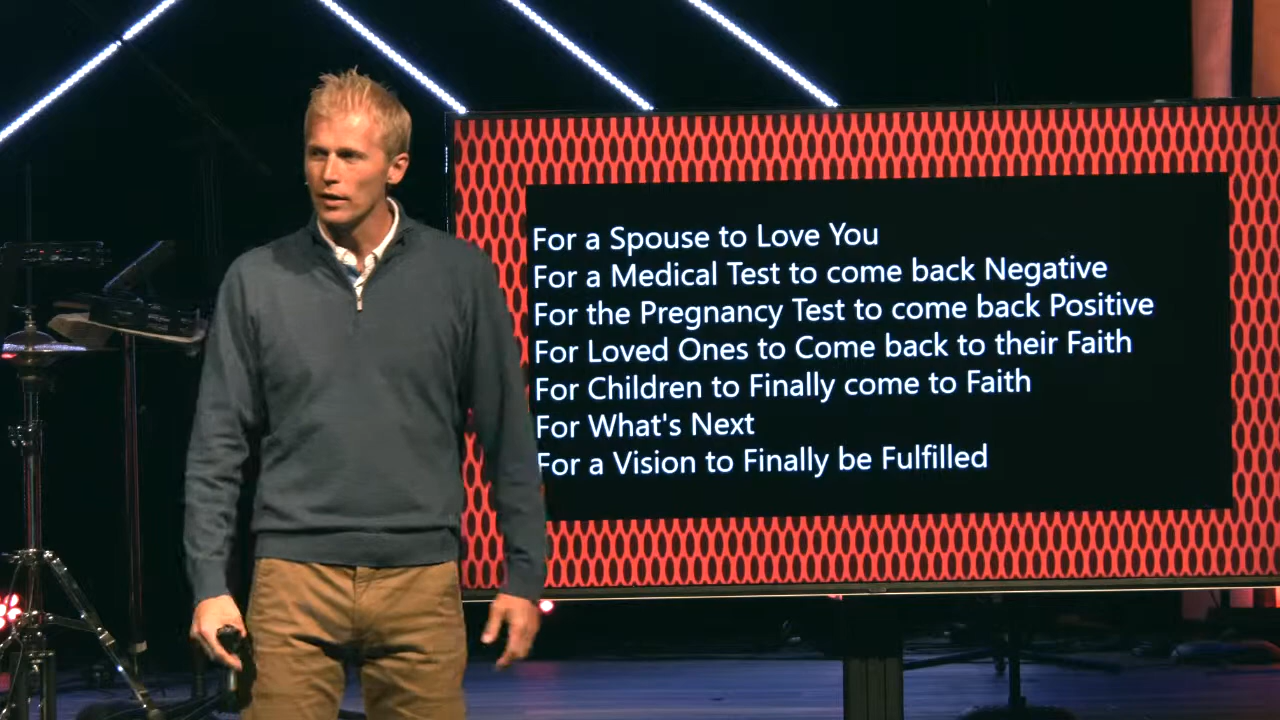 For a Spouse to Love You
For a Medical Test to come back Negative
For the Pregnancy Test to come back Positive
For Loved Ones to Come back to their Faith
For Children to Finally come to Faith
For What's Next
For a Vision to Finally be Fulfilled